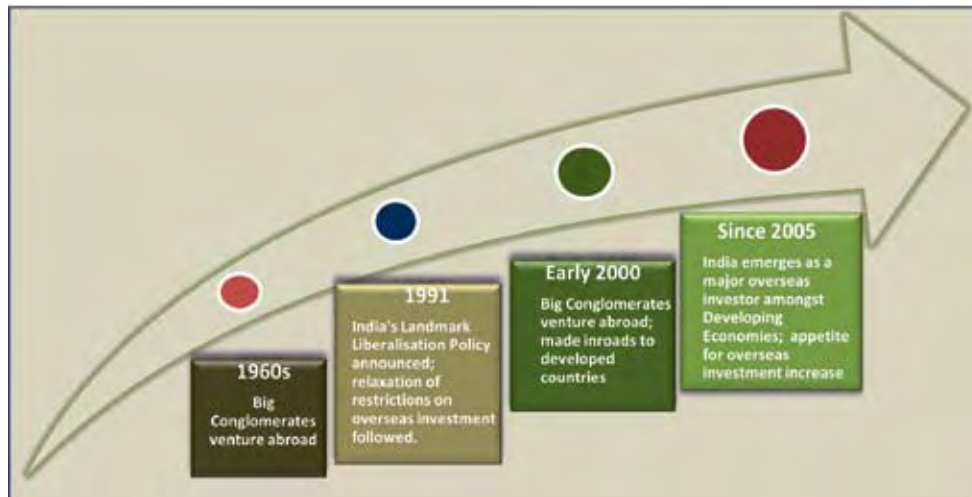 1960s
Big
Conglomerates
venture abroad
1991
India's Landmark
Liberalisation Policy
announced;
relaxation of
restrictions on
overseas investment
followed.
Early 2000
Big Conglomerates
venture abroad;
made inroads to
developed
countries
Since 2005
India emerges as a
major overseas
investor amongst
Developing
Economies; appetite
for overseas
investment increase